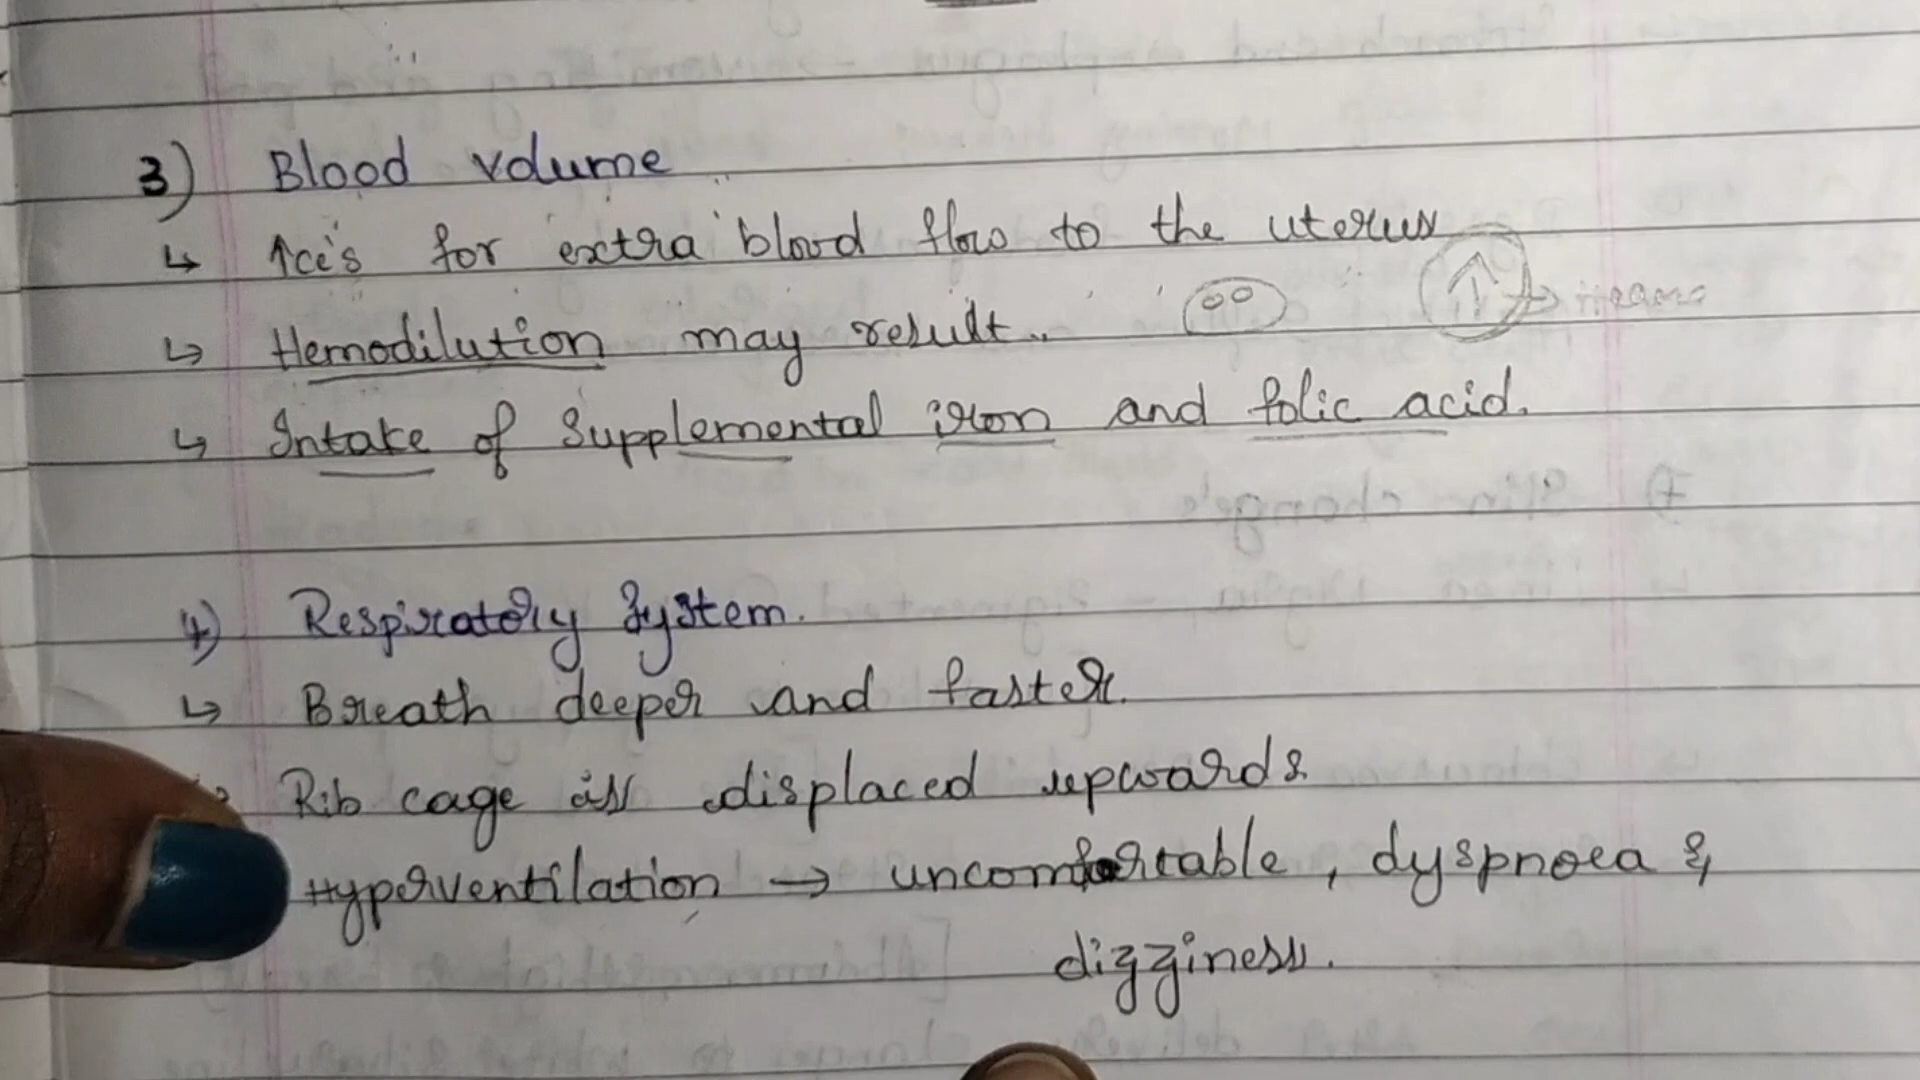 3) Blood volume
↳ ↑ce's for extra blood flow to the uterus
↳ Hemodilution may result.
↳ Intake of Supplemental iron and folic acid.
4) Respiratory System.
↳ Breath deeper and faster.
Rib cage is displaced upwards
Hyperventilation → uncomfortable, dyspnoea &
dizziness.